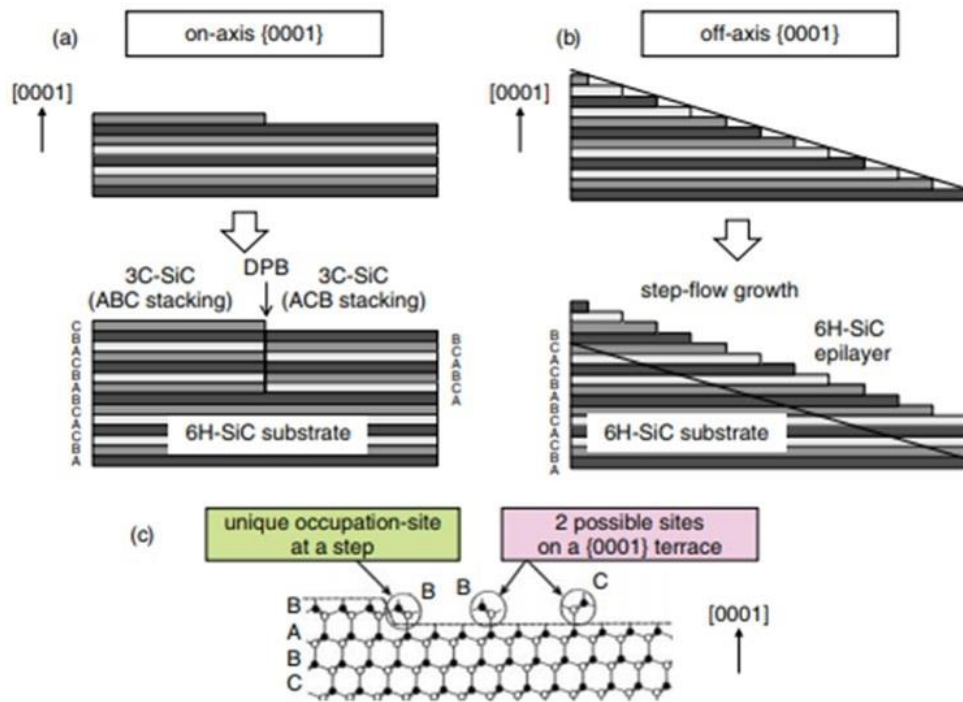 (a)
on-axis {0001}
[0001]
3C-SiC
(ABC stacking)
DPB
3C-SiC
(ACB stacking)
C
B
A
C
B
A
B
C
A
C
B
A
B
C
A
B
C
A
6H-SiC substrate
(b)
off-axis {0001}
[0001]
step-flow growth
6H-SiC
epilayer
B
C
A
C
B
A
B
C
A
C
B
A
6H-SiC substrate
(c)
unique occupation-site
at a step
2 possible sites
on a {0001} terrace
B
B
C
B
A
B
C
[0001]